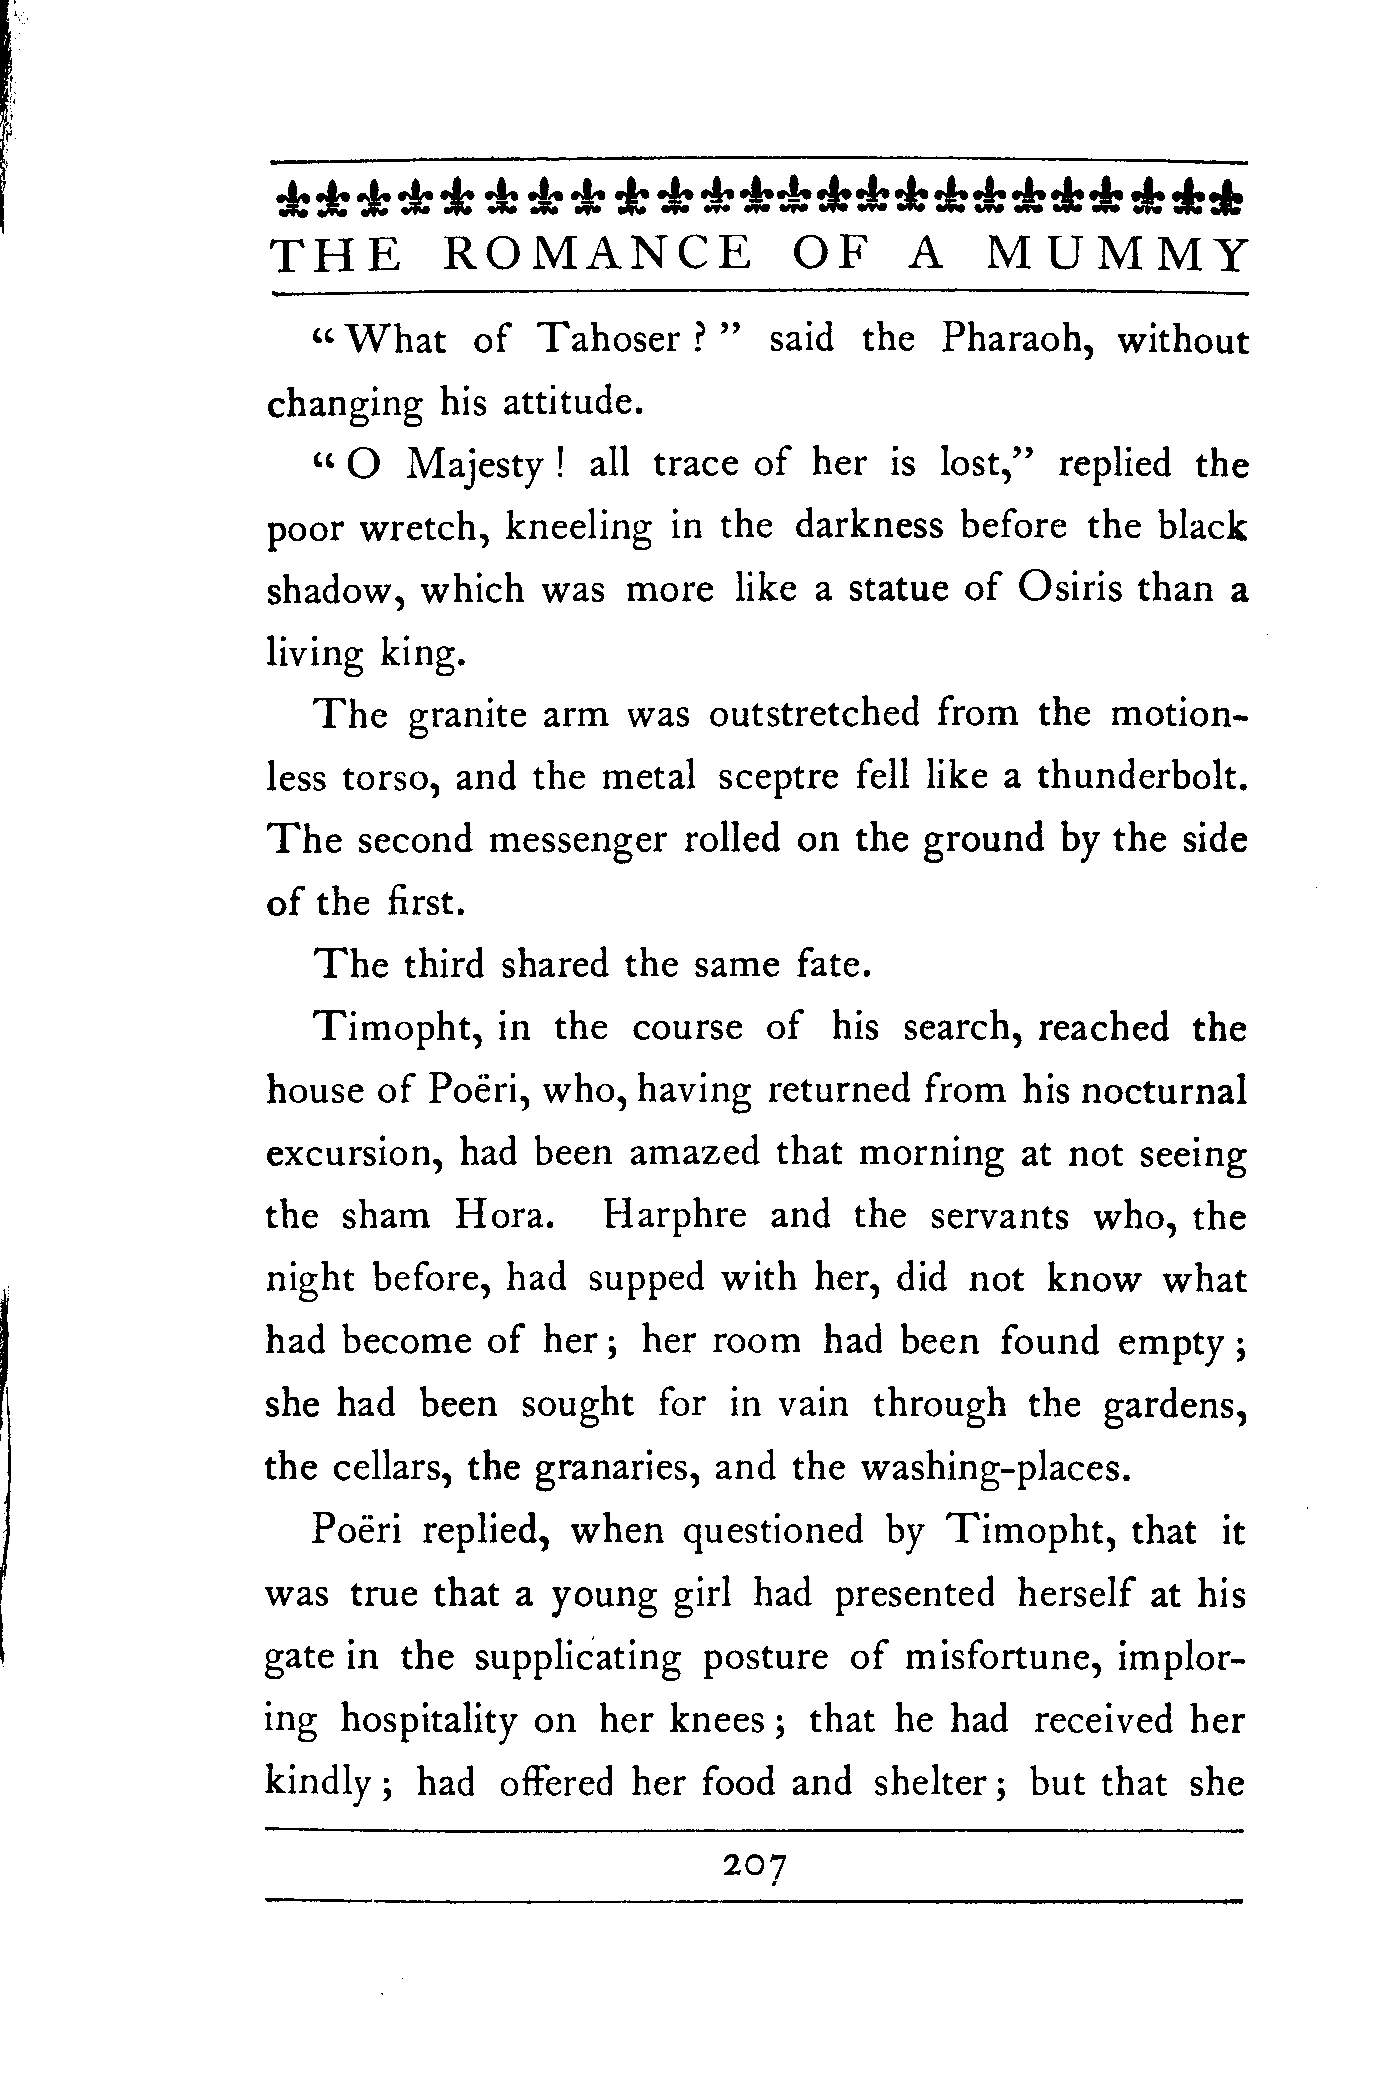 THE ROMANCE OF A MUMMY
“What of Tahoser?” said the Pharaoh, without
changing his attitude.
“O Majesty! all trace of her is lost,” replied the
poor wretch, kneeling in the darkness before the black
shadow, which was more like a statue of Osiris than a
living king.
The granite arm was outstretched from the motion-
less torso, and the metal sceptre fell like a thunderbolt.
The second messenger rolled on the ground by the side
of the first.
The third shared the same fate.
Timopht, in the course of his search, reached the
house of Poëri, who, having returned from his nocturnal
excursion, had been amazed that morning at not seeing
the sham Hora. Harphre and the servants who, the
night before, had supped with her, did not know what
had become of her; her room had been found empty;
she had been sought for in vain through the gardens,
the cellars, the granaries, and the washing-places.
Poëri replied, when questioned by Timopht, that it
was true that a young girl had presented herself at his
gate in the supplicating posture of misfortune, implor-
ing hospitality on her knees; that he had received her
kindly; had offered her food and shelter; but that she
207